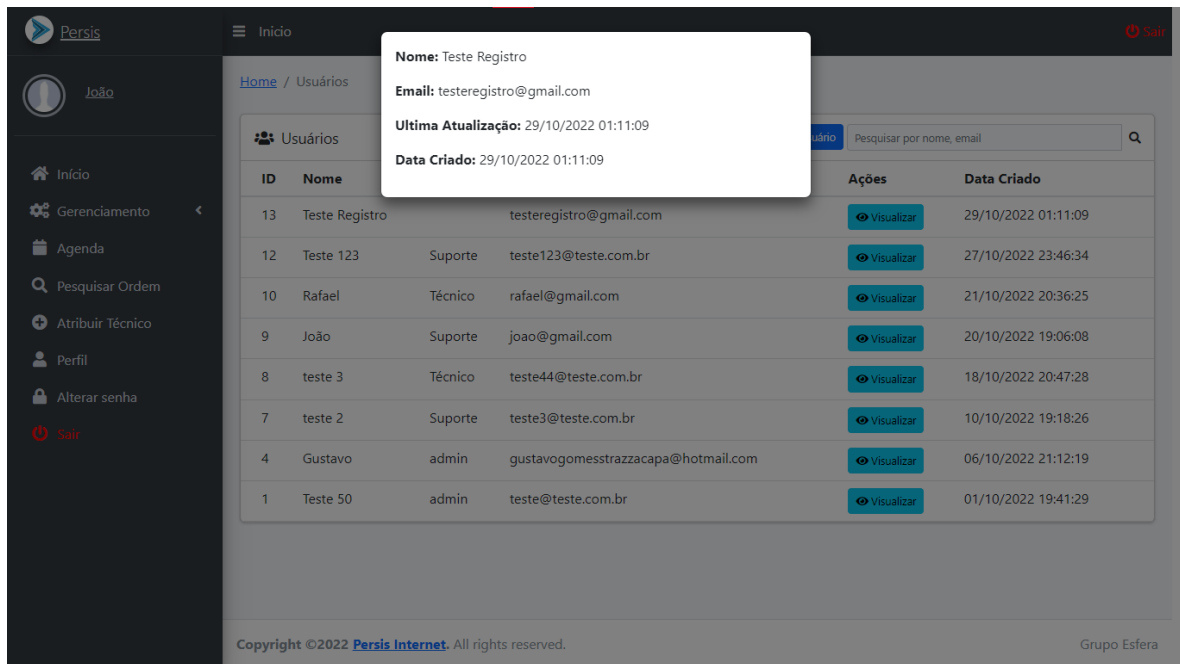 Persis
Inicio
Sair
João
Início
Gerenciamento
Agenda
Pesquisar Ordem
Atribuir Técnico
Perfil
Alterar senha
Sair
Nome: Teste Registro
Email: testeregistro@gmail.com
Ultima Atualização: 29/10/2022 01:11:09
Data Criado: 29/10/2022 01:11:09
Home / Usuários
Usuários Pesquisar por nome, email
ID Nome Ações Data Criado
13 Teste Registro testeregistro@gmail.com Visualizar 29/10/2022 01:11:09
12 Teste 123 Suporte teste123@teste.com.br Visualizar 27/10/2022 23:46:34
10 Rafael Técnico rafael@gmail.com Visualizar 21/10/2022 20:36:25
9 João Suporte joao@gmail.com Visualizar 20/10/2022 19:06:08
8 teste 3 Técnico teste44@teste.com.br Visualizar 18/10/2022 20:47:28
7 teste 2 Suporte teste3@teste.com.br Visualizar 10/10/2022 19:18:26
4 Gustavo admin gustavogomesstrazzacapa@hotmail.com Visualizar 06/10/2022 21:12:19
1 Teste 50 admin teste@teste.com.br Visualizar 01/10/2022 19:41:29
Copyright ©2022 Persis Internet. All rights reserved. Grupo Esfera